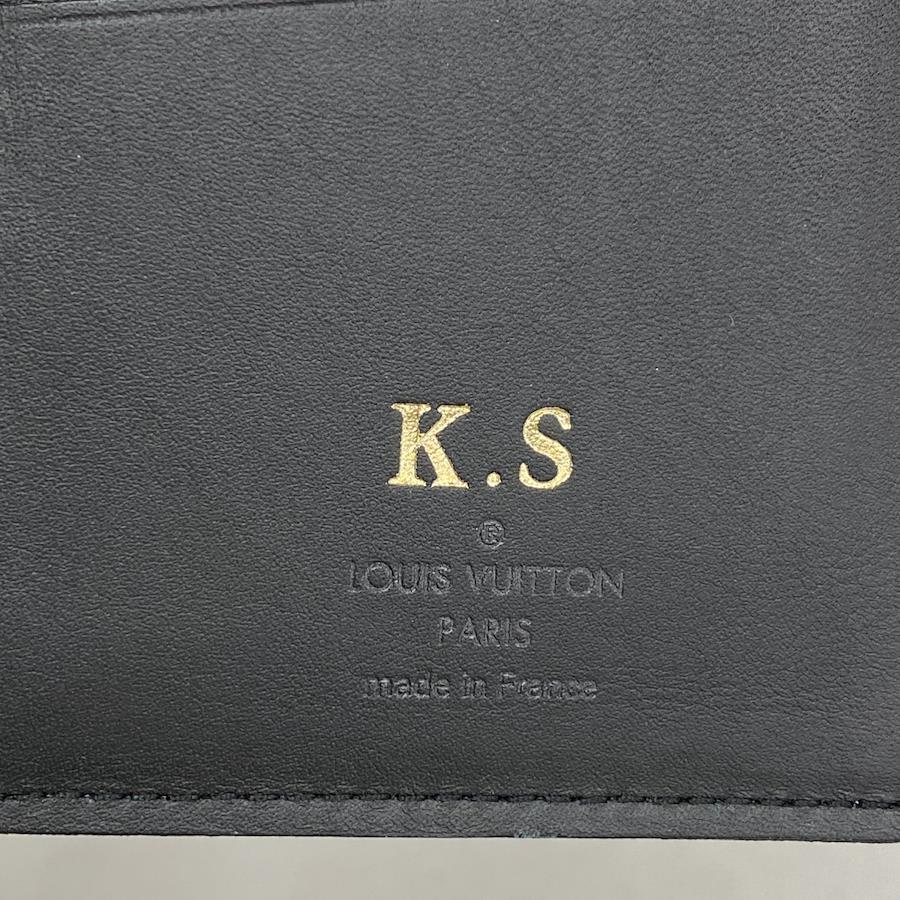 K.S
®
LOUIS VUITTON
PARIS
made in France